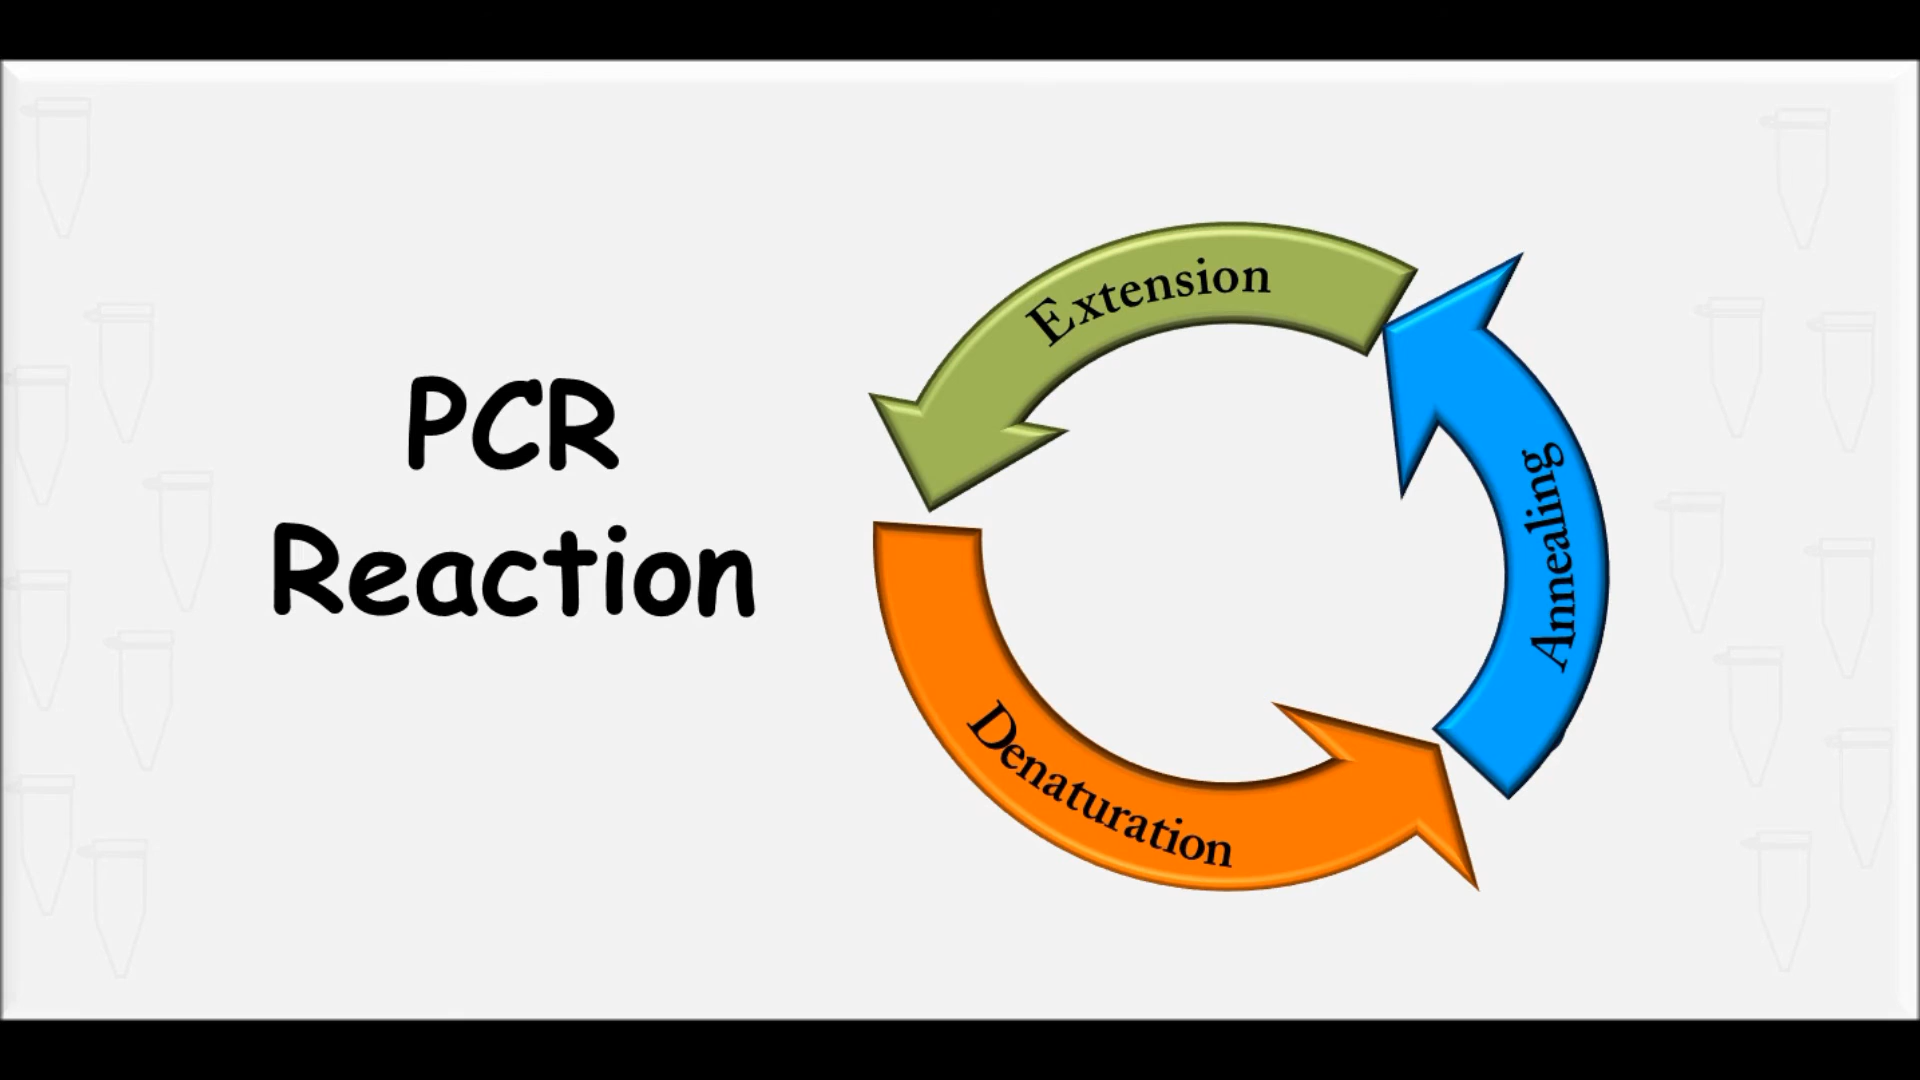 PCR
Reaction
Extension
Annealing
Denaturation